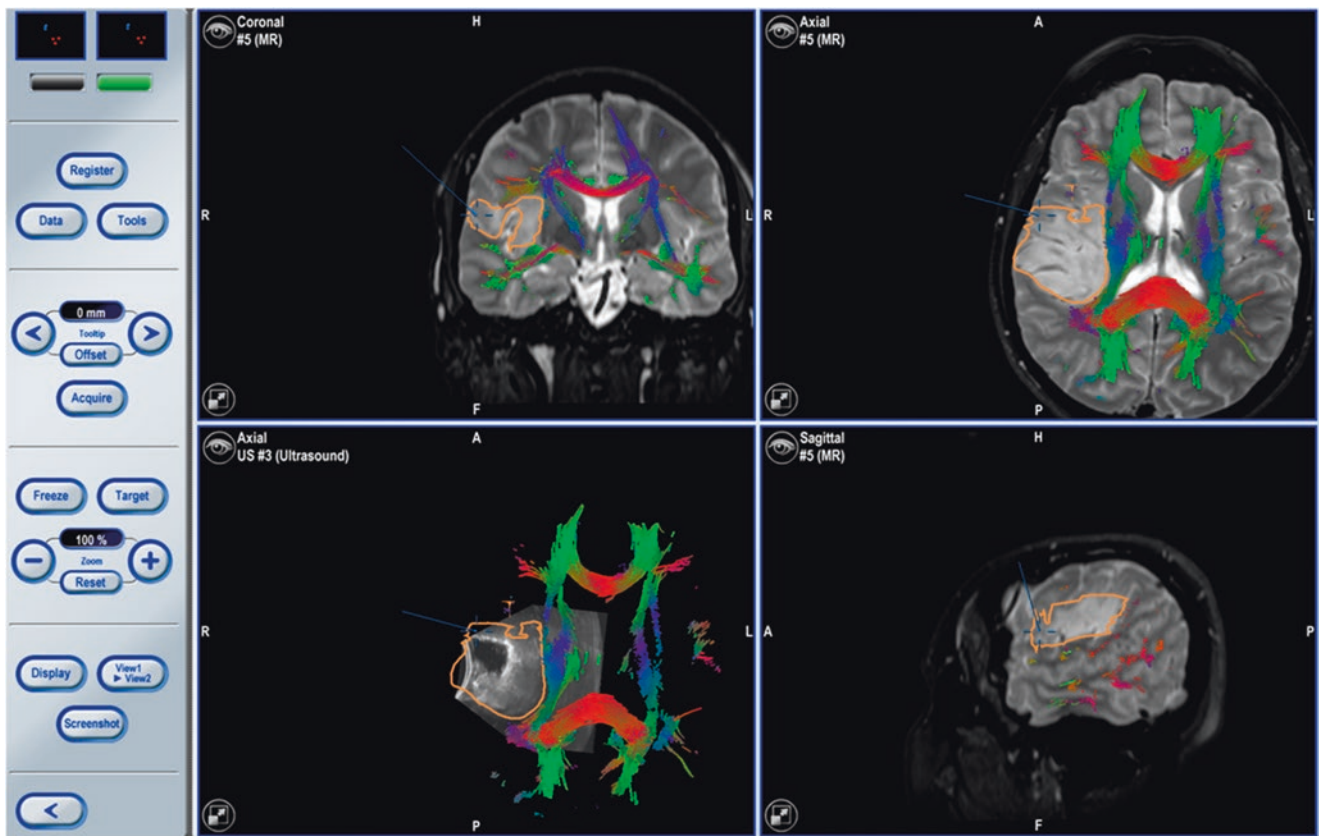 Register
Data
Tools
0 mm
<
Tooltip
>
Offset
Acquire
Freeze
Target
100 %
Zoom
Reset
Display
View1
▶ View2
Screenshot
<
Coronal
#5 (MR)
H
R
L
F
Axial
#5 (MR)
A
R
L
P
Axial
US #3 (Ultrasound)
A
R
L
P
Sagittal
#5 (MR)
H
A
P
F